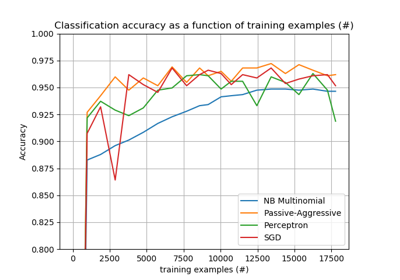 Classification accuracy as a function of training examples (#)
1.000
0.975
0.950
0.925
0.900
0.875
0.850
0.825
0.800
Accuracy
NB Multinomial
Passive-Aggressive
Perceptron
SGD
0
2500
5000
7500
10000
12500
15000
17500
training examples (#)